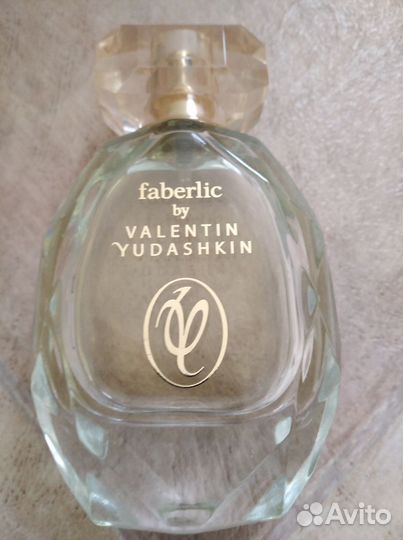 faberlic
by
VALENTIN
YUDASHKIN
Avito